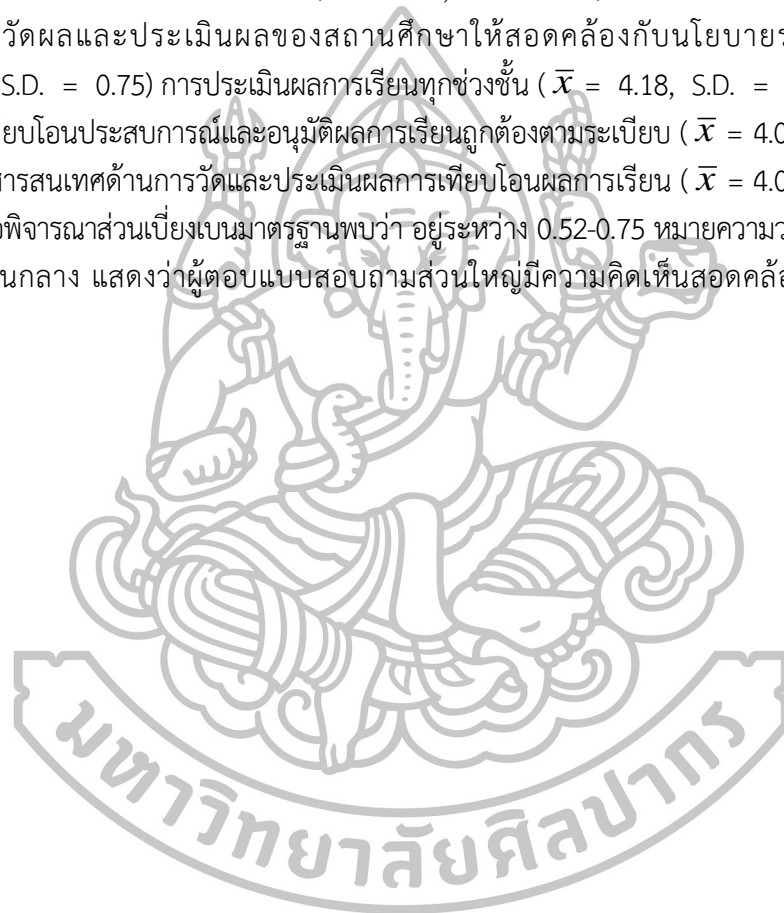 วัดผลและประเมินผลของสถานศึกษาให้สอดคล้องกับนโยบาย
S.D. = 0.75) การประเมินผลการเรียนทุกช่วงชั้น ( x̅ = 4.18, S.D. =
ยบโอนประสบการณ์และอนุมัติผลการเรียนถูกต้องตามระเบียบ ( x̅ = 4.0
สารสนเทศด้านการวัดและประเมินผลการเทียบโอนผลการเรียน ( x̅ = 4.0
พิจารณาส่วนเบี่ยงเบนมาตรฐานพบว่า อยู่ระหว่าง 0.52-0.75 หมายความ
นกลาง แสดงว่าผู้ตอบแบบสอบถามส่วนใหญ่มีความคิดเห็นสอดคล้
มหาวิทยาลัยศิลปากร